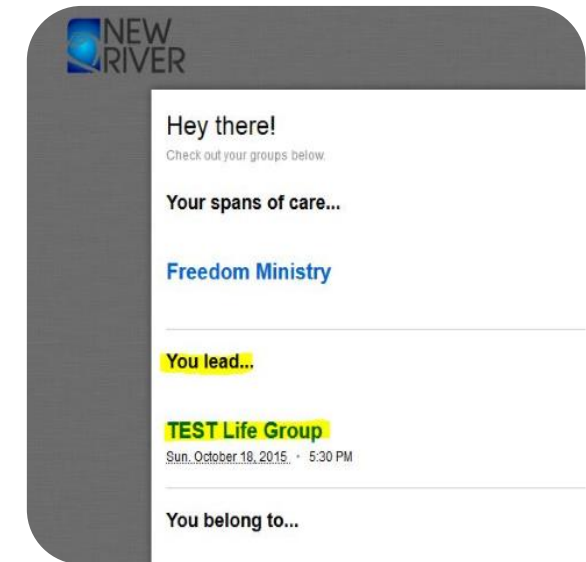 NEW
RIVER
Hey there!
Check out your groups below.
Your spans of care...
Freedom Ministry
You lead...
TEST Life Group
Sun. October 18, 2015 · 5:30 PM
You belong to...